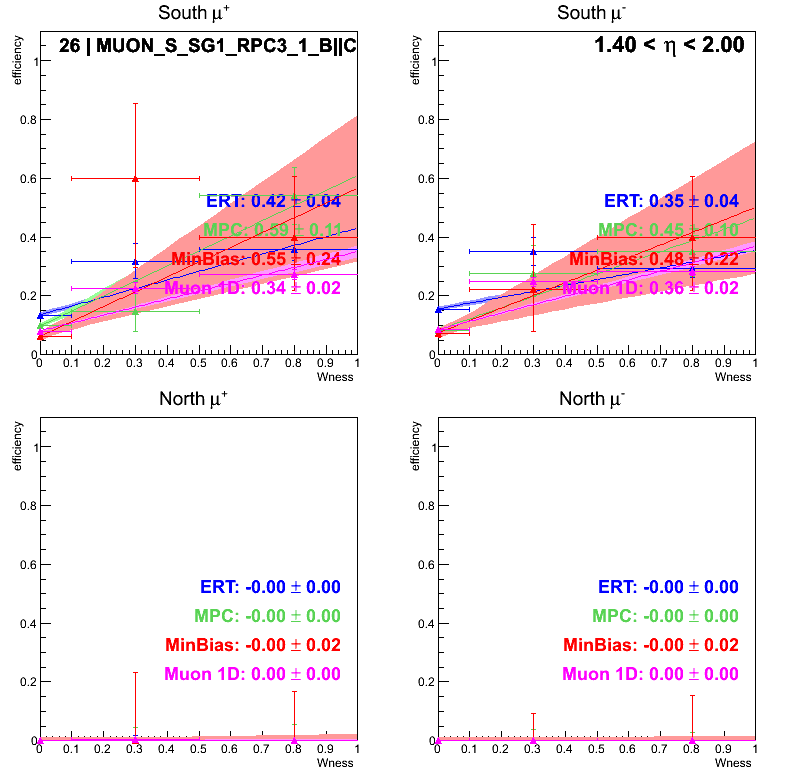 South μ+
South μ-
26 | MUON_S_SG1_RPC3_1_B||C
1.40 < η < 2.00
efficiency
1
0.8
0.6
0.4
0.2
0
ERT: 0.42 ± 0.04
MPC: 0.59 ± 0.11
MinBias: 0.55 ± 0.24
Muon 1D: 0.34 ± 0.02
0 0.1 0.2 0.3 0.4 0.5 0.6 0.7 0.8 0.9 1
Wness
efficiency
1
0.8
0.6
0.4
0.2
0
ERT: 0.35 ± 0.04
MPC: 0.45 ± 0.10
MinBias: 0.48 ± 0.22
Muon 1D: 0.36 ± 0.02
0 0.1 0.2 0.3 0.4 0.5 0.6 0.7 0.8 0.9 1
Wness
North μ+
North μ-
efficiency
1
0.8
0.6
0.4
0.2
0
ERT: -0.00 ± 0.00
MPC: -0.00 ± 0.00
MinBias: -0.00 ± 0.02
Muon 1D: 0.00 ± 0.00
0 0.1 0.2 0.3 0.4 0.5 0.6 0.7 0.8 0.9 1
Wness
efficiency
1
0.8
0.6
0.4
0.2
0
ERT: -0.00 ± 0.00
MPC: -0.00 ± 0.00
MinBias: -0.00 ± 0.02
Muon 1D: 0.00 ± 0.00
0 0.1 0.2 0.3 0.4 0.5 0.6 0.7 0.8 0.9 1
Wness